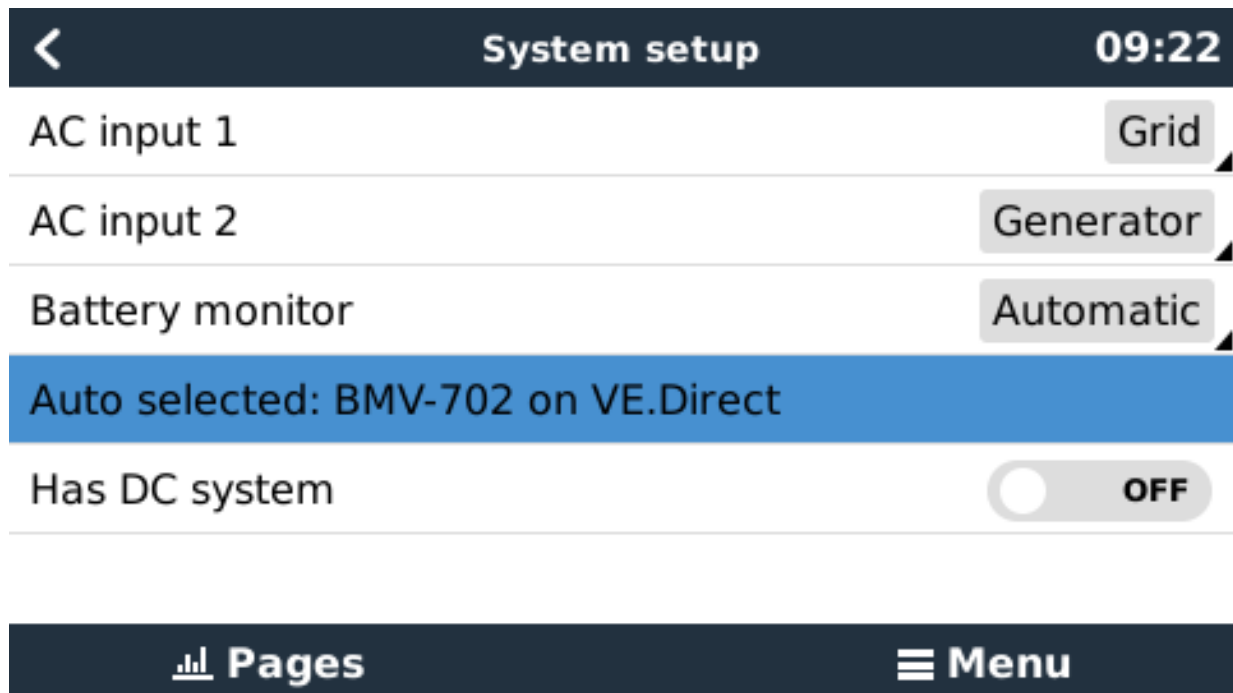 System setup 09:22
AC input 1 Grid
AC input 2 Generator
Battery monitor Automatic
Auto selected: BMV-702 on VE.Direct
Has DC system OFF
Pages Menu